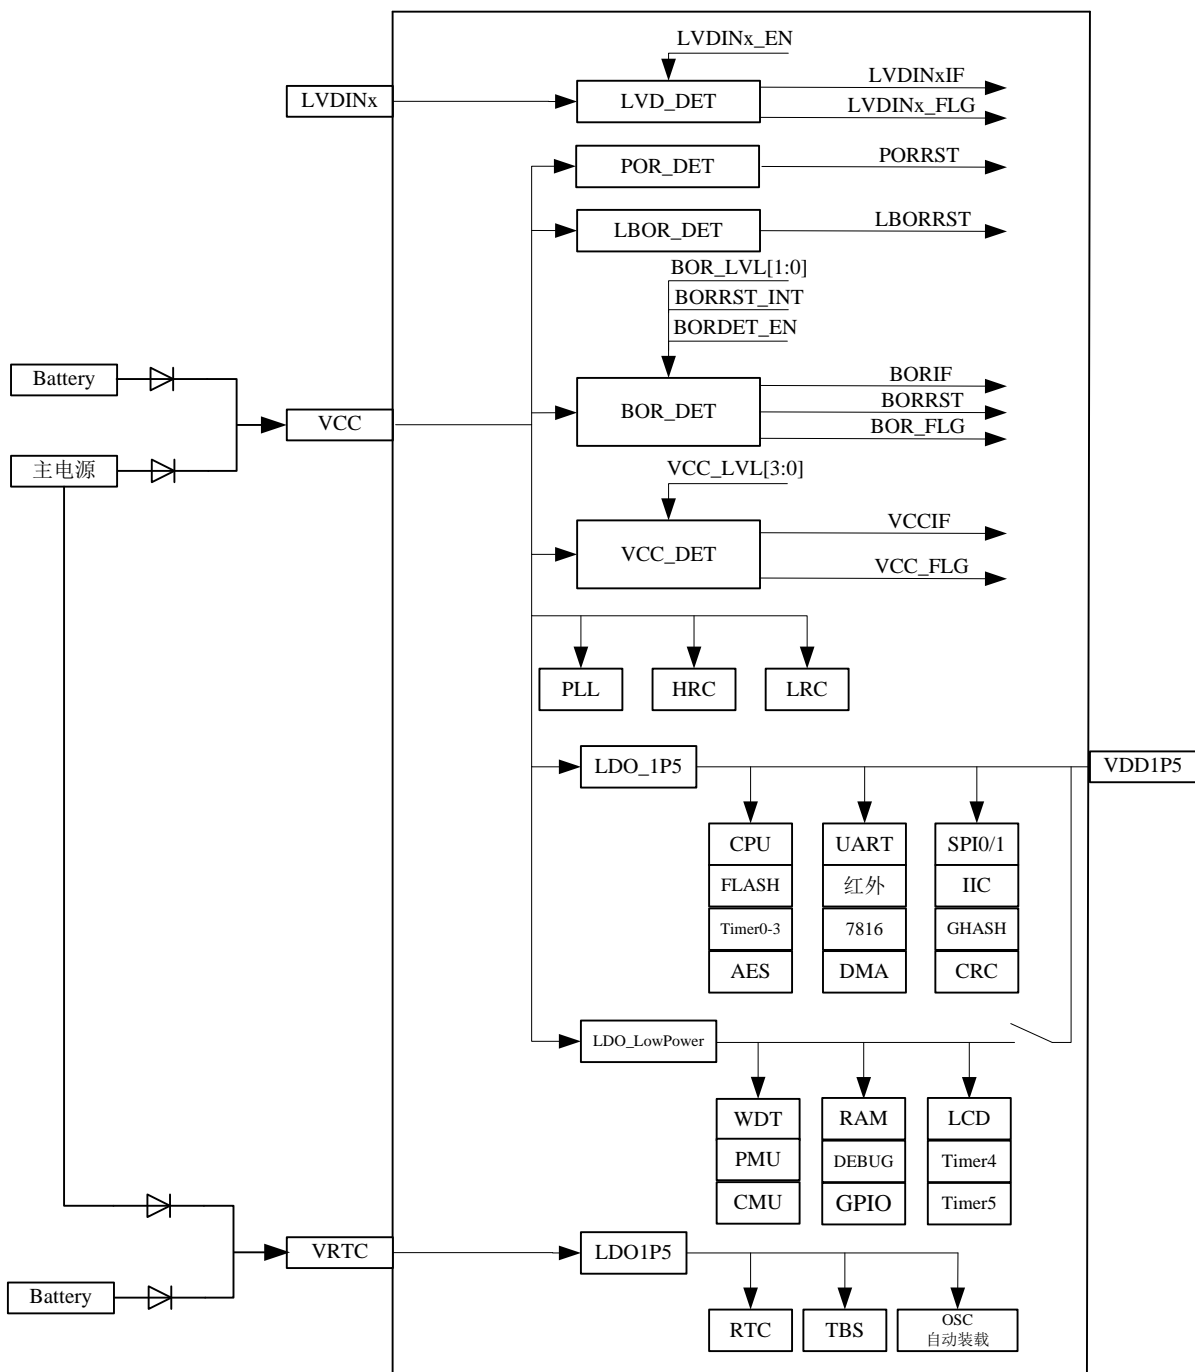 LVDINx_EN
LVDINx
LVD_DET
LVDINxIF
LVDINx_FLG
POR_DET
PORRST
LBOR_DET
LBORRST
BOR_LVL[1:0]
BORRST_INT
BORDET_EN
Battery
VCC
BOR_DET
BORIF
BORRST
BOR_FLG
主电源
VCC_LVL[3:0]
VCC_DET
VCCIF
VCC_FLG
PLL
HRC
LRC
LDO_1P5
VDD1P5
CPU
UART
SPI0/1
FLASH
红外
IIC
Timer0-3
7816
GHASH
AES
DMA
CRC
LDO_LowPower
WDT
RAM
LCD
PMU
DEBUG
Timer4
CMU
GPIO
Timer5
VRTC
LDO1P5
Battery
RTC
TBS
OSC
自动装载